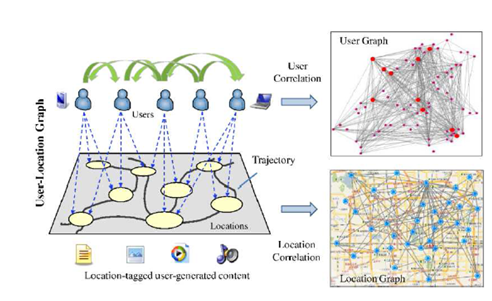 User-Location Graph
Users
Trajectory
Locations
Location-tagged user-generated content
User
Correlation
Location
Correlation
User Graph
Location Graph